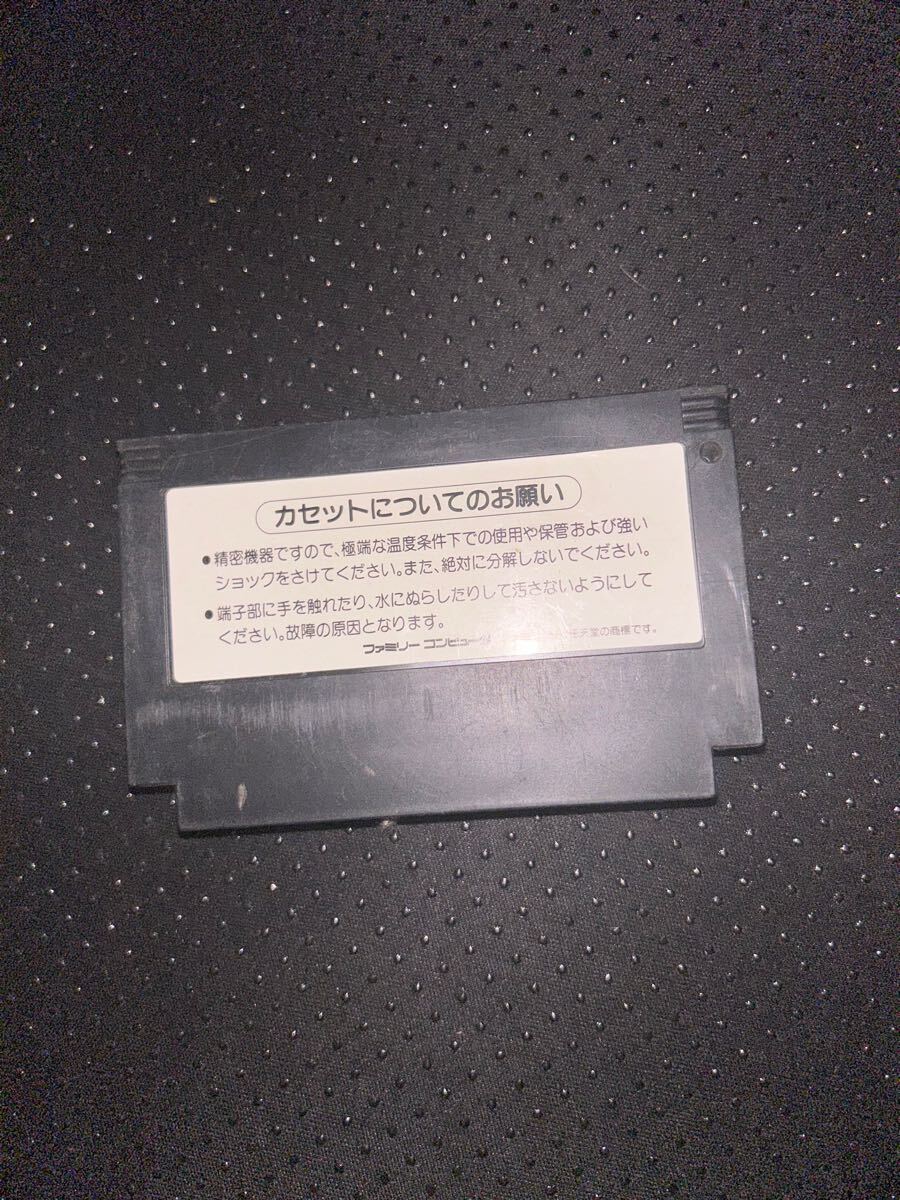 カセットについてのお願い
●精密機器ですので、極端な温度条件下での使用や保管および強い
ショックをさけてください。また、絶対に分解しないでください。
●端子部に手を触れたり、水にぬらしたりして汚さないようにして
ください。故障の原因となります。
ファミリー コンピュータ 任天堂の商標です。